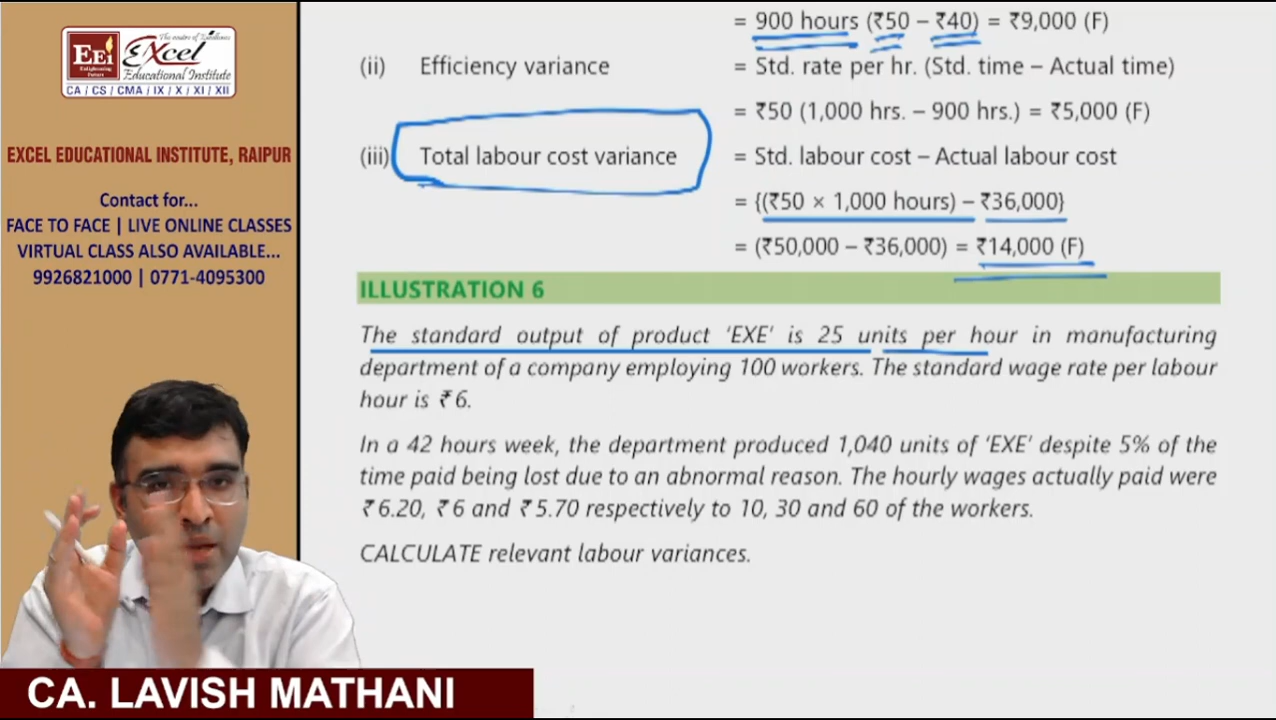 The centre of Excellence
EEi
Enlightening
Future
Excel
Educational Institute
CA / CS / CMA / IX / X / XI / XII
EXCEL EDUCATIONAL INSTITUTE, RAIPUR
Contact for...
FACE TO FACE | LIVE ONLINE CLASSES
VIRTUAL CLASS ALSO AVAILABLE...
9926821000 | 0771-4095300
= 900 hours (₹50 – ₹40) = ₹9,000 (F)
(ii) Efficiency variance = Std. rate per hr. (Std. time – Actual time)
= ₹50 (1,000 hrs. – 900 hrs.) = ₹5,000 (F)
(iii) Total labour cost variance = Std. labour cost – Actual labour cost
= {(₹50 × 1,000 hours) – ₹36,000}
= (₹50,000 – ₹36,000) = ₹14,000 (F)
ILLUSTRATION 6
The standard output of product ‘EXE’ is 25 units per hour in manufacturing
department of a company employing 100 workers. The standard wage rate per labour
hour is ₹ 6.
In a 42 hours week, the department produced 1,040 units of ‘EXE’ despite 5% of the
time paid being lost due to an abnormal reason. The hourly wages actually paid were
₹ 6.20, ₹ 6 and ₹ 5.70 respectively to 10, 30 and 60 of the workers.
CALCULATE relevant labour variances.
CA. LAVISH MATHANI